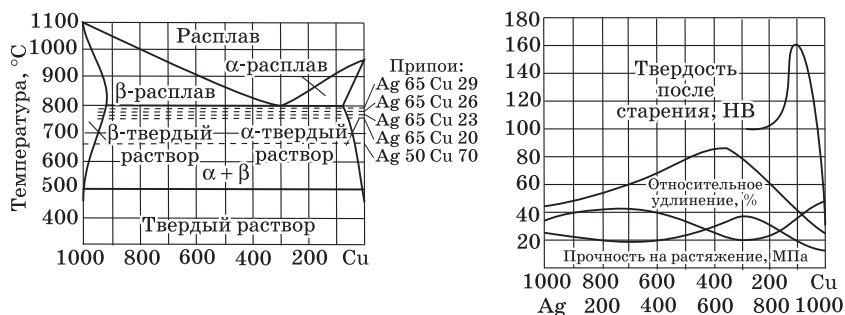 Температура, °С
1100
1000
900
800
700
600
500
400
Расплав
α-расплав
β-расплав
β-твердый
раствор
α-твердый
раствор
α + β
Твердый раствор
1000 800 600 400 200 Cu
Припои:
Ag 65 Cu 29
Ag 65 Cu 26
Ag 65 Cu 23
Ag 65 Cu 20
Ag 50 Cu 70
180
160
140
120
100
80
60
40
20
Твердость
после
старения, НВ
Относительное
удлинение, %
Прочность на растяжение, МПа
1000 800 600 400 200 Cu
Ag 200 400 600 800 1000